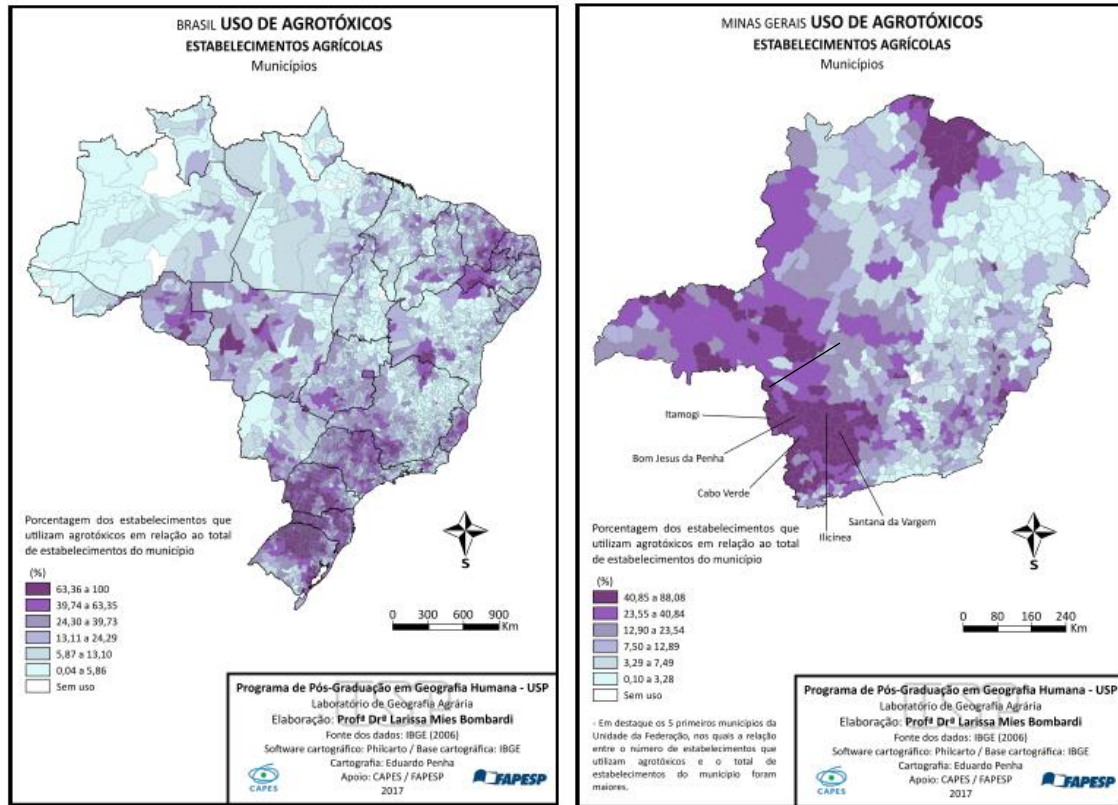 BRASIL USO DE AGROTÓXICOS
ESTABELECIMENTOS AGRÍCOLAS
Municípios
Porcentagem dos estabelecimentos que
utilizam agrotóxicos em relação ao total
de estabelecimentos do município
(%)
63,36 a 100
39,74 a 63,35
24,30 a 39,73
13,11 a 24,29
5,87 a 13,10
0,04 a 5,86
Sem uso
S
0 300 600 900
Km
Programa de Pós-Graduação em Geografia Humana - USP
Laboratório de Geografia Agrária
Elaboração: Profª Drª Larissa Mies Bombardi
Fonte dos dados: IBGE (2006)
Software cartográfico: Philcarto / Base cartográfica: IBGE
Cartografia: Eduardo Penha
Apoio: CAPES / FAPESP
2017
CAPES
FAPESP
MINAS GERAIS USO DE AGROTÓXICOS
ESTABELECIMENTOS AGRÍCOLAS
Municípios
Itamogi
Bom Jesus da Penha
Cabo Verde
Santana da Vargem
Ilicínea
Porcentagem dos estabelecimentos que
utilizam agrotóxicos em relação ao total
de estabelecimentos do município
(%)
40,85 a 88,08
23,55 a 40,84
12,90 a 23,54
7,50 a 12,89
3,29 a 7,49
0,10 a 3,28
Sem uso
S
0 80 160 240
Km
- Em destaque os 5 primeiros municípios da
Unidade da Federação, nos quais a relação
entre o número de estabelecimentos que
utilizam agrotóxicos e o total de
estabelecimentos do município foram
maiores.
Programa de Pós-Graduação em Geografia Humana - USP
Laboratório de Geografia Agrária
Elaboração: Profª Drª Larissa Mies Bombardi
Fonte dos dados: IBGE (2006)
Software cartográfico: Philcarto / Base cartográfica: IBGE
Cartografia: Eduardo Penha
Apoio: CAPES / FAPESP
2017
CAPES
FAPESP